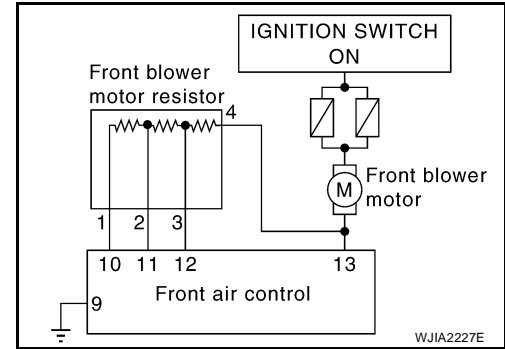 IGNITION SWITCH
ON
Front blower
motor resistor
4
Front blower
motor
M
1 2 3
10 11 12 13
9
Front air control
WJIA2227E